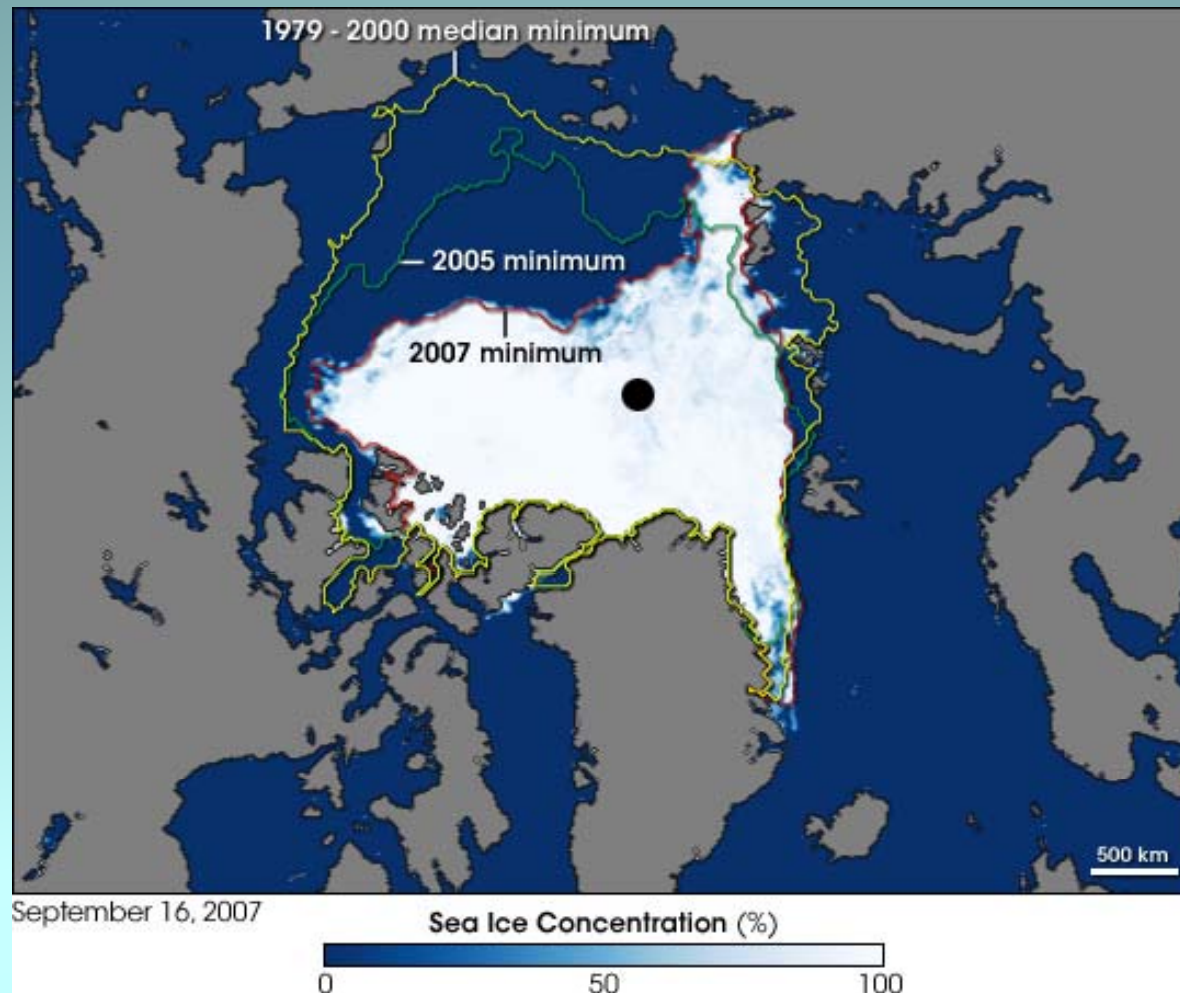 1979 - 2000 median minimum
2005 minimum
2007 minimum
500 km
September 16, 2007
Sea Ice Concentration (%)
0 50 100